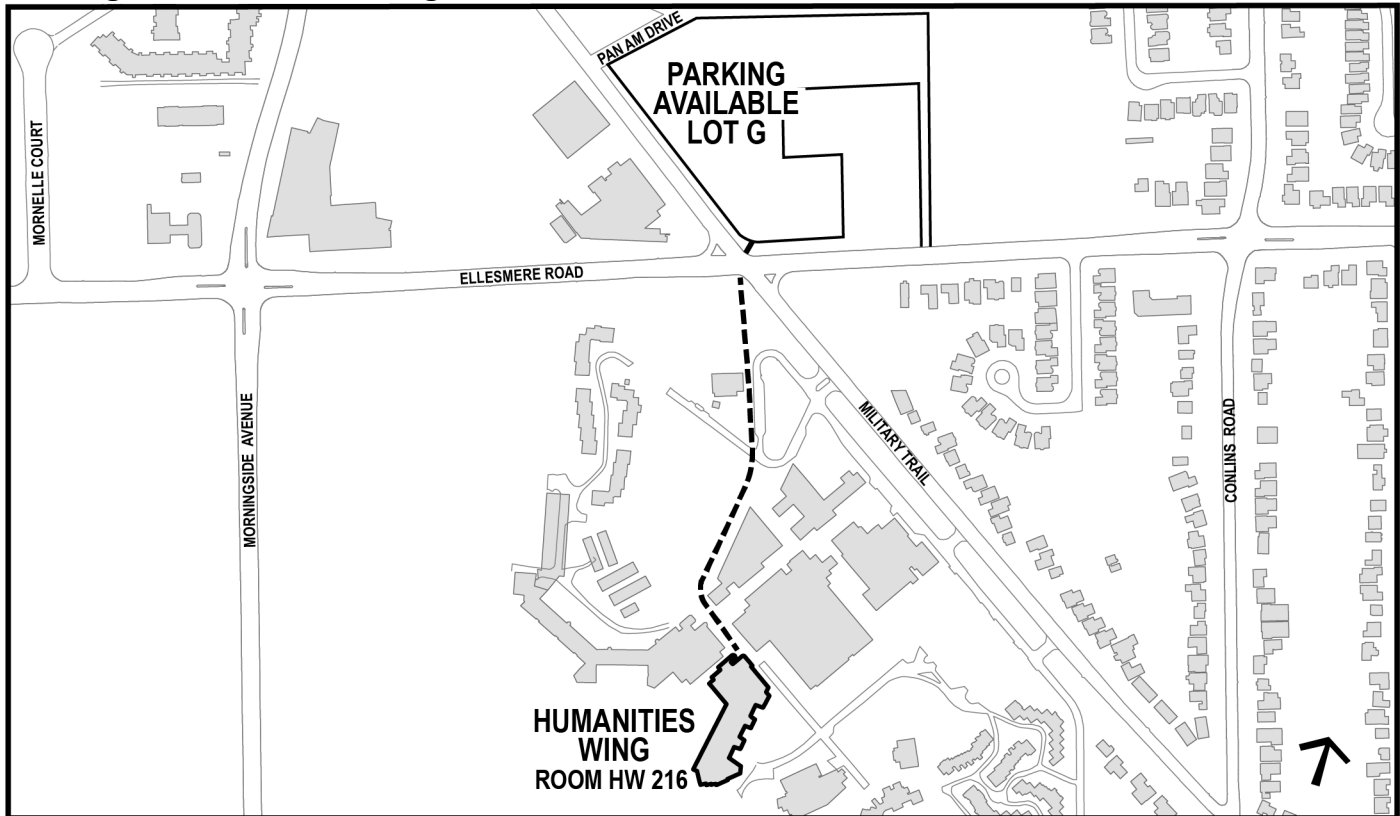 PAN AM DRIVE
PARKING
AVAILABLE
LOT G
MORNELLE COURT
ELLESMERE ROAD
MORNINGSIDE AVENUE
MILITARY TRAIL
CONLINS ROAD
HUMANITIES
WING
ROOM HW 216